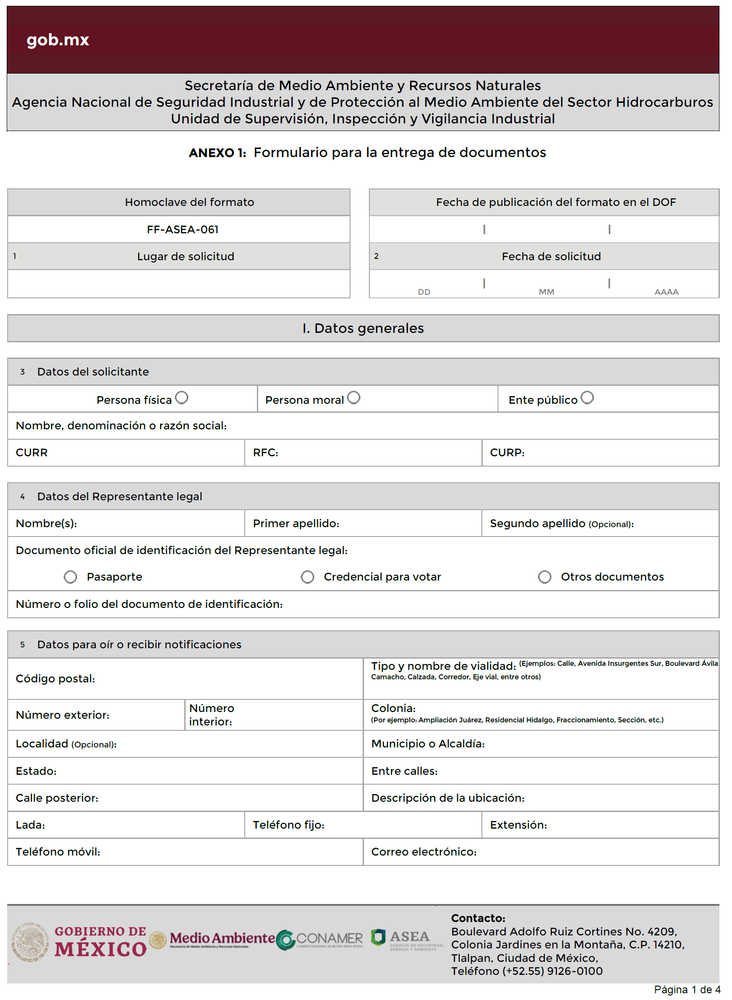 gob.mx
Secretaría de Medio Ambiente y Recursos Naturales
Agencia Nacional de Seguridad Industrial y de Protección al Medio Ambiente del Sector Hidrocarburos
Unidad de Supervisión, Inspección y Vigilancia Industrial
ANEXO 1: Formulario para la entrega de documentos
Homoclave del formato
FF-ASEA-061
1 Lugar de solicitud
Fecha de publicación del formato en el DOF
| |
2 Fecha de solicitud
DD | MM | AAAA
I. Datos generales
3 Datos del solicitante
Persona física Persona moral Ente público
Nombre, denominación o razón social:
CURR RFC: CURP:
4 Datos del Representante legal
Nombre(s): Primer apellido: Segundo apellido (Opcional):
Documento oficial de identificación del Representante legal:
Pasaporte Credencial para votar Otros documentos
Número o folio del documento de identificación:
5 Datos para oír o recibir notificaciones
Código postal:
Tipo y nombre de vialidad: (Ejemplos: Calle, Avenida Insurgentes Sur, Boulevard Ávila
Camacho, Calzada, Corredor, Eje vial, entre otros)
Número exterior:
Número
interior:
Colonia:
(Por ejemplo: Ampliación Juárez, Residencial Hidalgo, Fraccionamiento, Sección, etc.)
Localidad (Opcional): Municipio o Alcaldía:
Estado: Entre calles:
Calle posterior: Descripción de la ubicación:
Lada: Teléfono fijo: Extensión:
Teléfono móvil: Correo electrónico:
ESTADOS UNIDOS MEXICANOS
GOBIERNO DE
MÉXICO
Medio Ambiente
Secretaría de Medio Ambiente y Recursos Naturales
CONAMER
COMISIÓN NACIONAL DE MEJORA REGULATORIA
ASEA
AGENCIA DE SEGURIDAD,
ENERGÍA Y AMBIENTE
Contacto:
Boulevard Adolfo Ruiz Cortines No. 4209,
Colonia Jardines en la Montaña, C.P. 14210,
Tlalpan, Ciudad de México,
Teléfono (+52.55) 9126-0100
Página 1 de 4